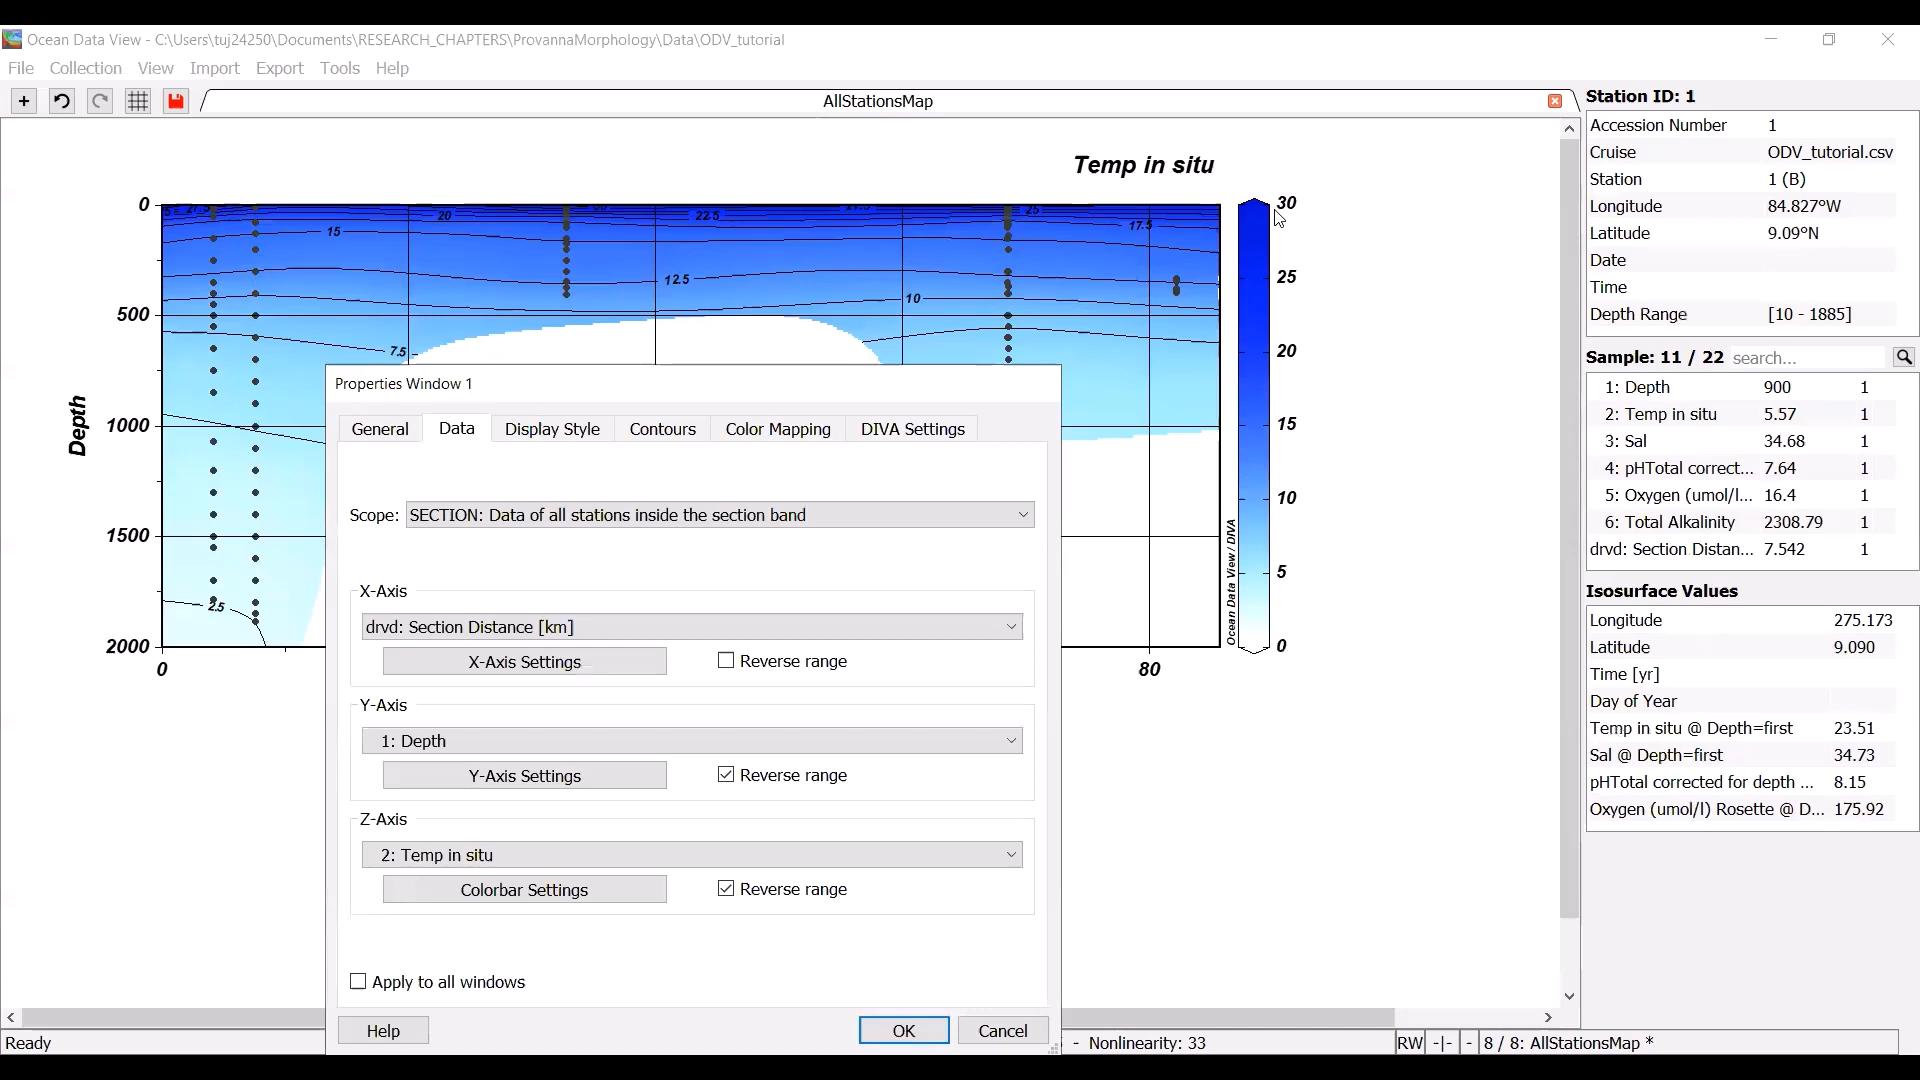 Ocean Data View - C:\Users\tuj24250\Documents\RESEARCH_CHAPTERS\ProvannaMorphology\Data\ODV_tutorial
File Collection View Import Export Tools Help
AllStationsMap
Temp in situ
0
500
1000
1500
2000
Depth
20
22.5
25
17.5
15
12.5
10
7.5
2.5
0
80
30
25
20
15
10
5
0
Ocean Data View / DIVA
Properties Window 1
General Data Display Style Contours Color Mapping DIVA Settings
Scope: SECTION: Data of all stations inside the section band
X-Axis
drvd: Section Distance [km]
X-Axis Settings Reverse range
Y-Axis
1: Depth
Y-Axis Settings Reverse range
Z-Axis
2: Temp in situ
Colorbar Settings Reverse range
Apply to all windows
Help OK Cancel
Station ID: 1
Accession Number 1
Cruise ODV_tutorial.csv
Station 1 (B)
Longitude 84.827°W
Latitude 9.09°N
Date
Time
Depth Range [10 - 1885]
Sample: 11 / 22 search...
1: Depth 900 1
2: Temp in situ 5.57 1
3: Sal 34.68 1
4: pHTotal correct... 7.64 1
5: Oxygen (umol/l... 16.4 1
6: Total Alkalinity 2308.79 1
drvd: Section Distan... 7.542 1
Isosurface Values
Longitude 275.173
Latitude 9.090
Time [yr]
Day of Year
Temp in situ @ Depth=first 23.51
Sal @ Depth=first 34.73
pHTotal corrected for depth ... 8.15
Oxygen (umol/l) Rosette @ D... 175.92
Ready
- Nonlinearity: 33
RW -|- - 8 / 8: AllStationsMap *